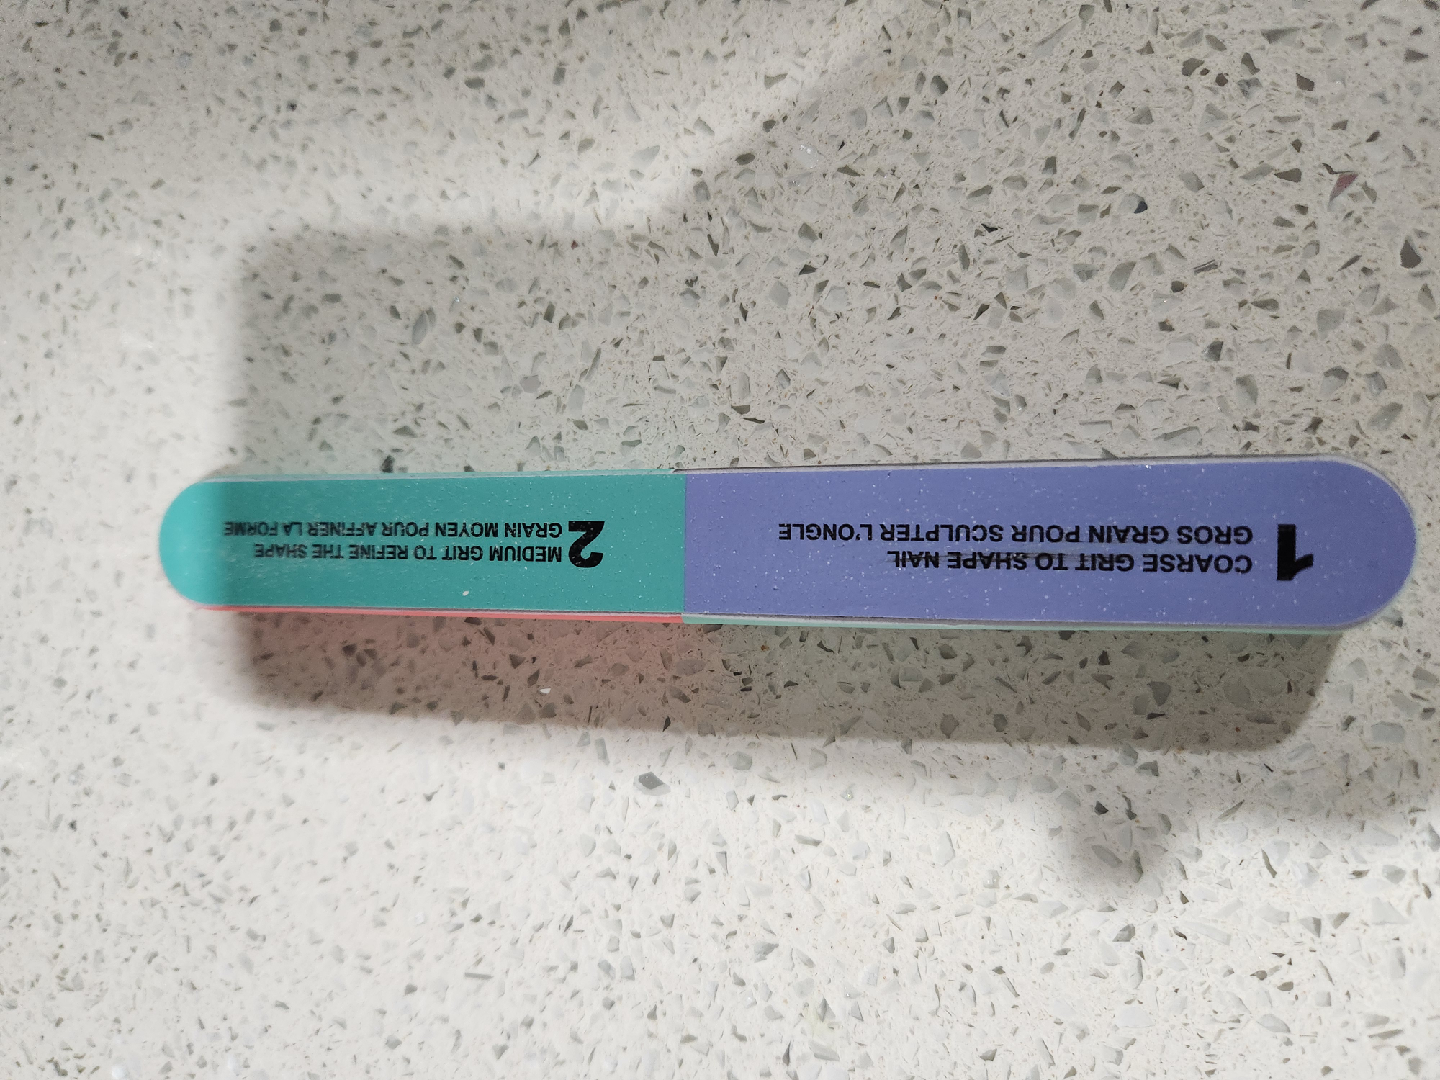 1
COARSE GRIT TO SHAPE NAIL
GROS GRAIN POUR SCULPTER L'ONGLE
2
MEDIUM GRIT TO REFINE THE SHAPE
GRAIN MOYEN POUR AFFINER LA FORME